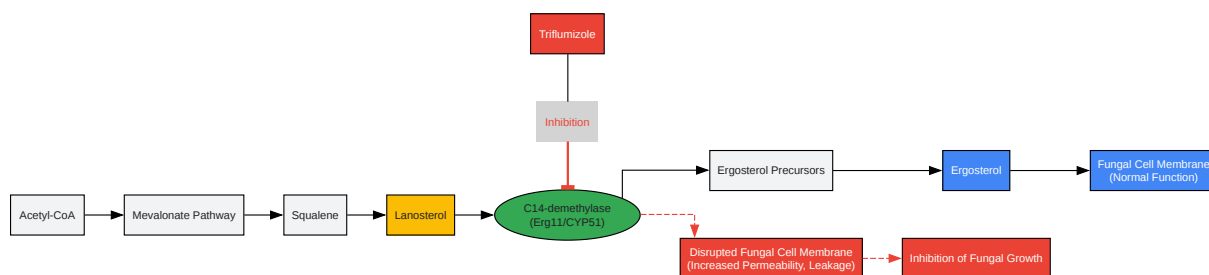 Triflumizole
Inhibition
Acetyl-CoA
Mevalonate Pathway
Squalene
Lanosterol
C14-demethylase
(Erg11/CYP51)
Ergosterol Precursors
Ergosterol
Fungal Cell Membrane
(Normal Function)
Disrupted Fungal Cell Membrane
(Increased Permeability, Leakage)
Inhibition of Fungal Growth